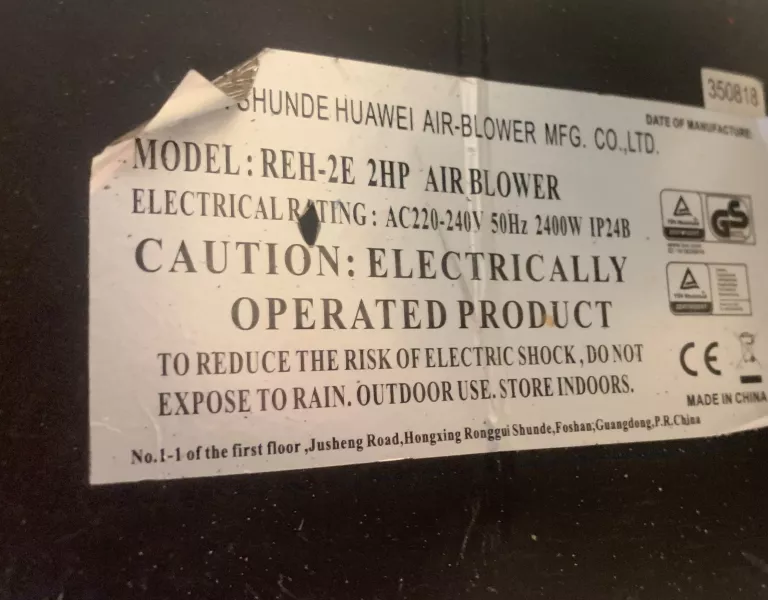 350818
SHUNDE HUAWEI AIR-BLOWER MFG. CO.,LTD.
DATE OF MANUFACTURE:
MODEL: REH-2E 2HP AIR BLOWER
ELECTRICAL RATING: AC220-240V 50Hz 2400W IP24B
CAUTION: ELECTRICALLY
OPERATED PRODUCT
TO REDUCE THE RISK OF ELECTRIC SHOCK, DO NOT
EXPOSE TO RAIN. OUTDOOR USE. STORE INDOORS.
GS
CE
MADE IN CHINA
No.1-1 of the first floor ,Jusheng Road,Hongxing Ronggui Shunde,Foshan,Guangdong,P.R.China